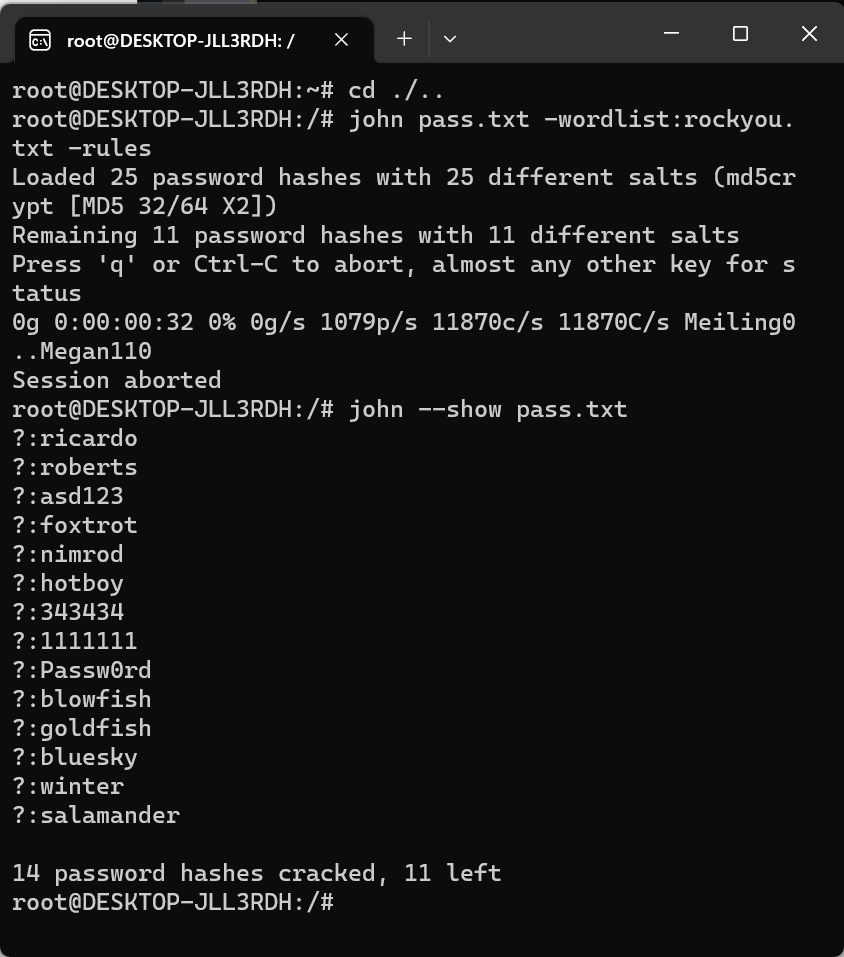 root@DESKTOP-JLL3RDH: /
root@DESKTOP-JLL3RDH:~# cd ./..
root@DESKTOP-JLL3RDH:/# john pass.txt -wordlist:rockyou.
txt -rules
Loaded 25 password hashes with 25 different salts (md5cr
ypt [MD5 32/64 X2])
Remaining 11 password hashes with 11 different salts
Press 'q' or Ctrl-C to abort, almost any other key for s
tatus
0g 0:00:00:32 0% 0g/s 1079p/s 11870c/s 11870C/s Meiling0
..Megan110
Session aborted
root@DESKTOP-JLL3RDH:/# john --show pass.txt
?:ricardo
?:roberts
?:asd123
?:foxtrot
?:nimrod
?:hotboy
?:343434
?:1111111
?:Passw0rd
?:blowfish
?:goldfish
?:bluesky
?:winter
?:salamander

14 password hashes cracked, 11 left
root@DESKTOP-JLL3RDH:/#